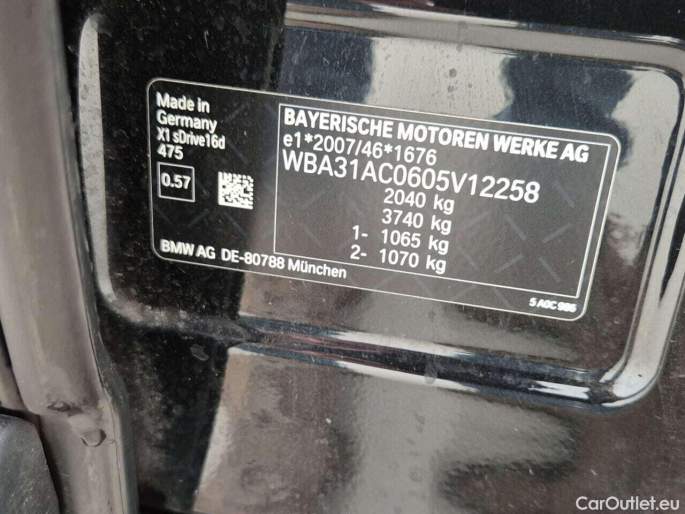 Made in
Germany
X1 sDrive16d
475
0.57
BMW AG DE-80788 München
BAYERISCHE MOTOREN WERKE AG
e1*2007/46*1676
WBA31AC0605V12258
2040 kg
3740 kg
1- 1065 kg
2- 1070 kg
5 A0C 986
CarOutlet.eu